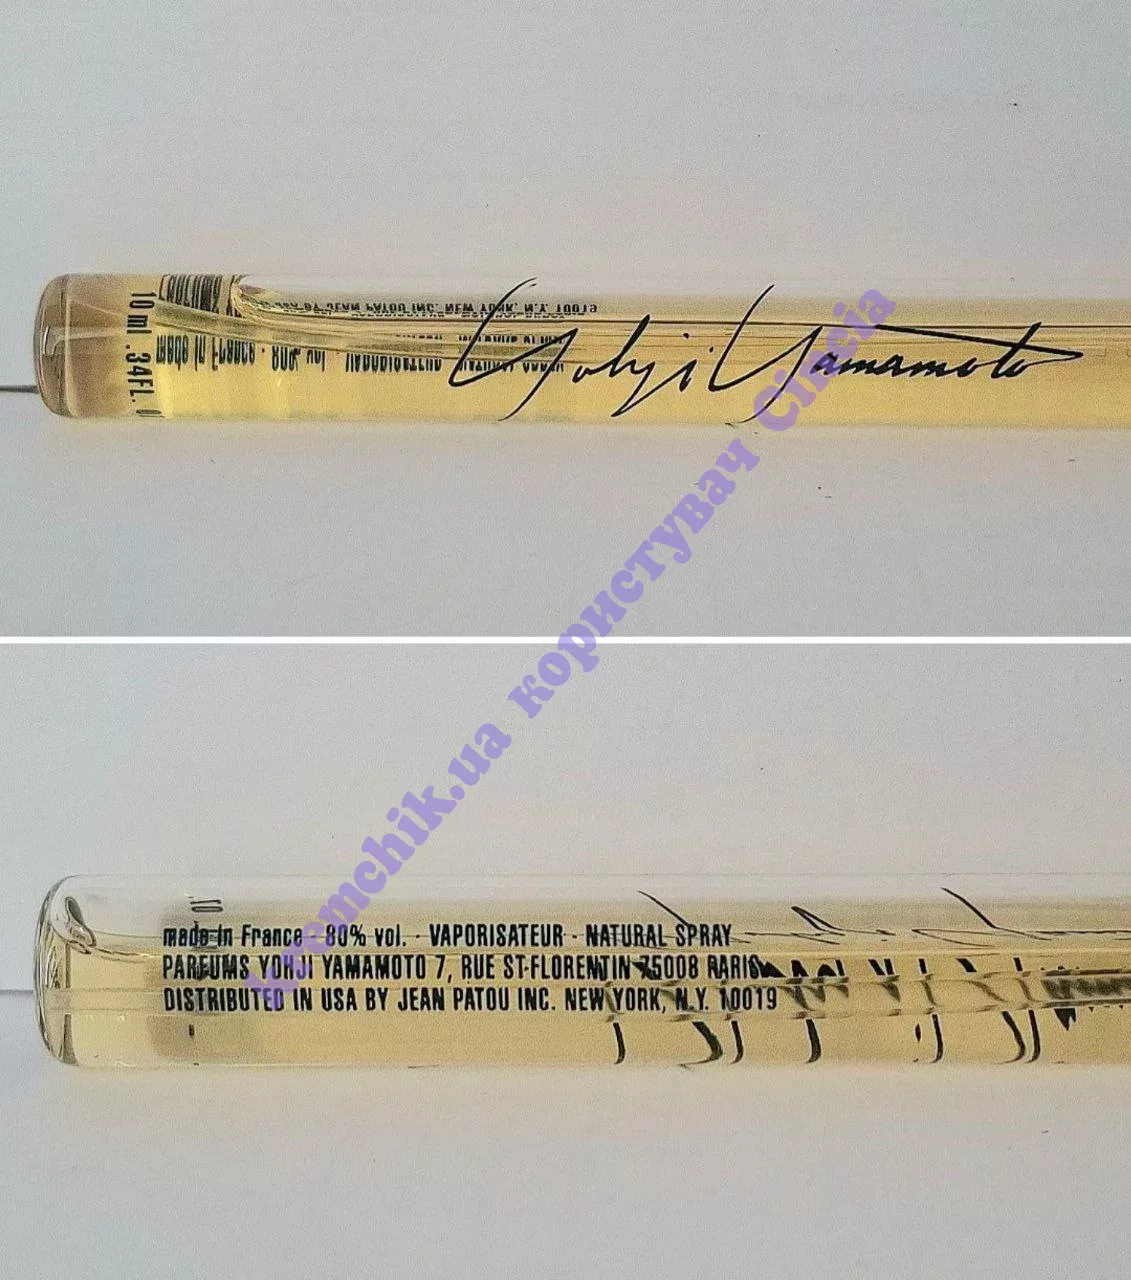 10 ml .34FL.
Yohji Yamamoto
made in France - 80% vol. - VAPORISATEUR - NATURAL SPRAY
PARFUMS YOHJI YAMAMOTO 7, RUE ST-FLORENTIN 75008 PARIS
DISTRIBUTED IN USA BY JEAN PATOU INC. NEW YORK, N.Y. 10019
kremchik.ua користувач Cincia